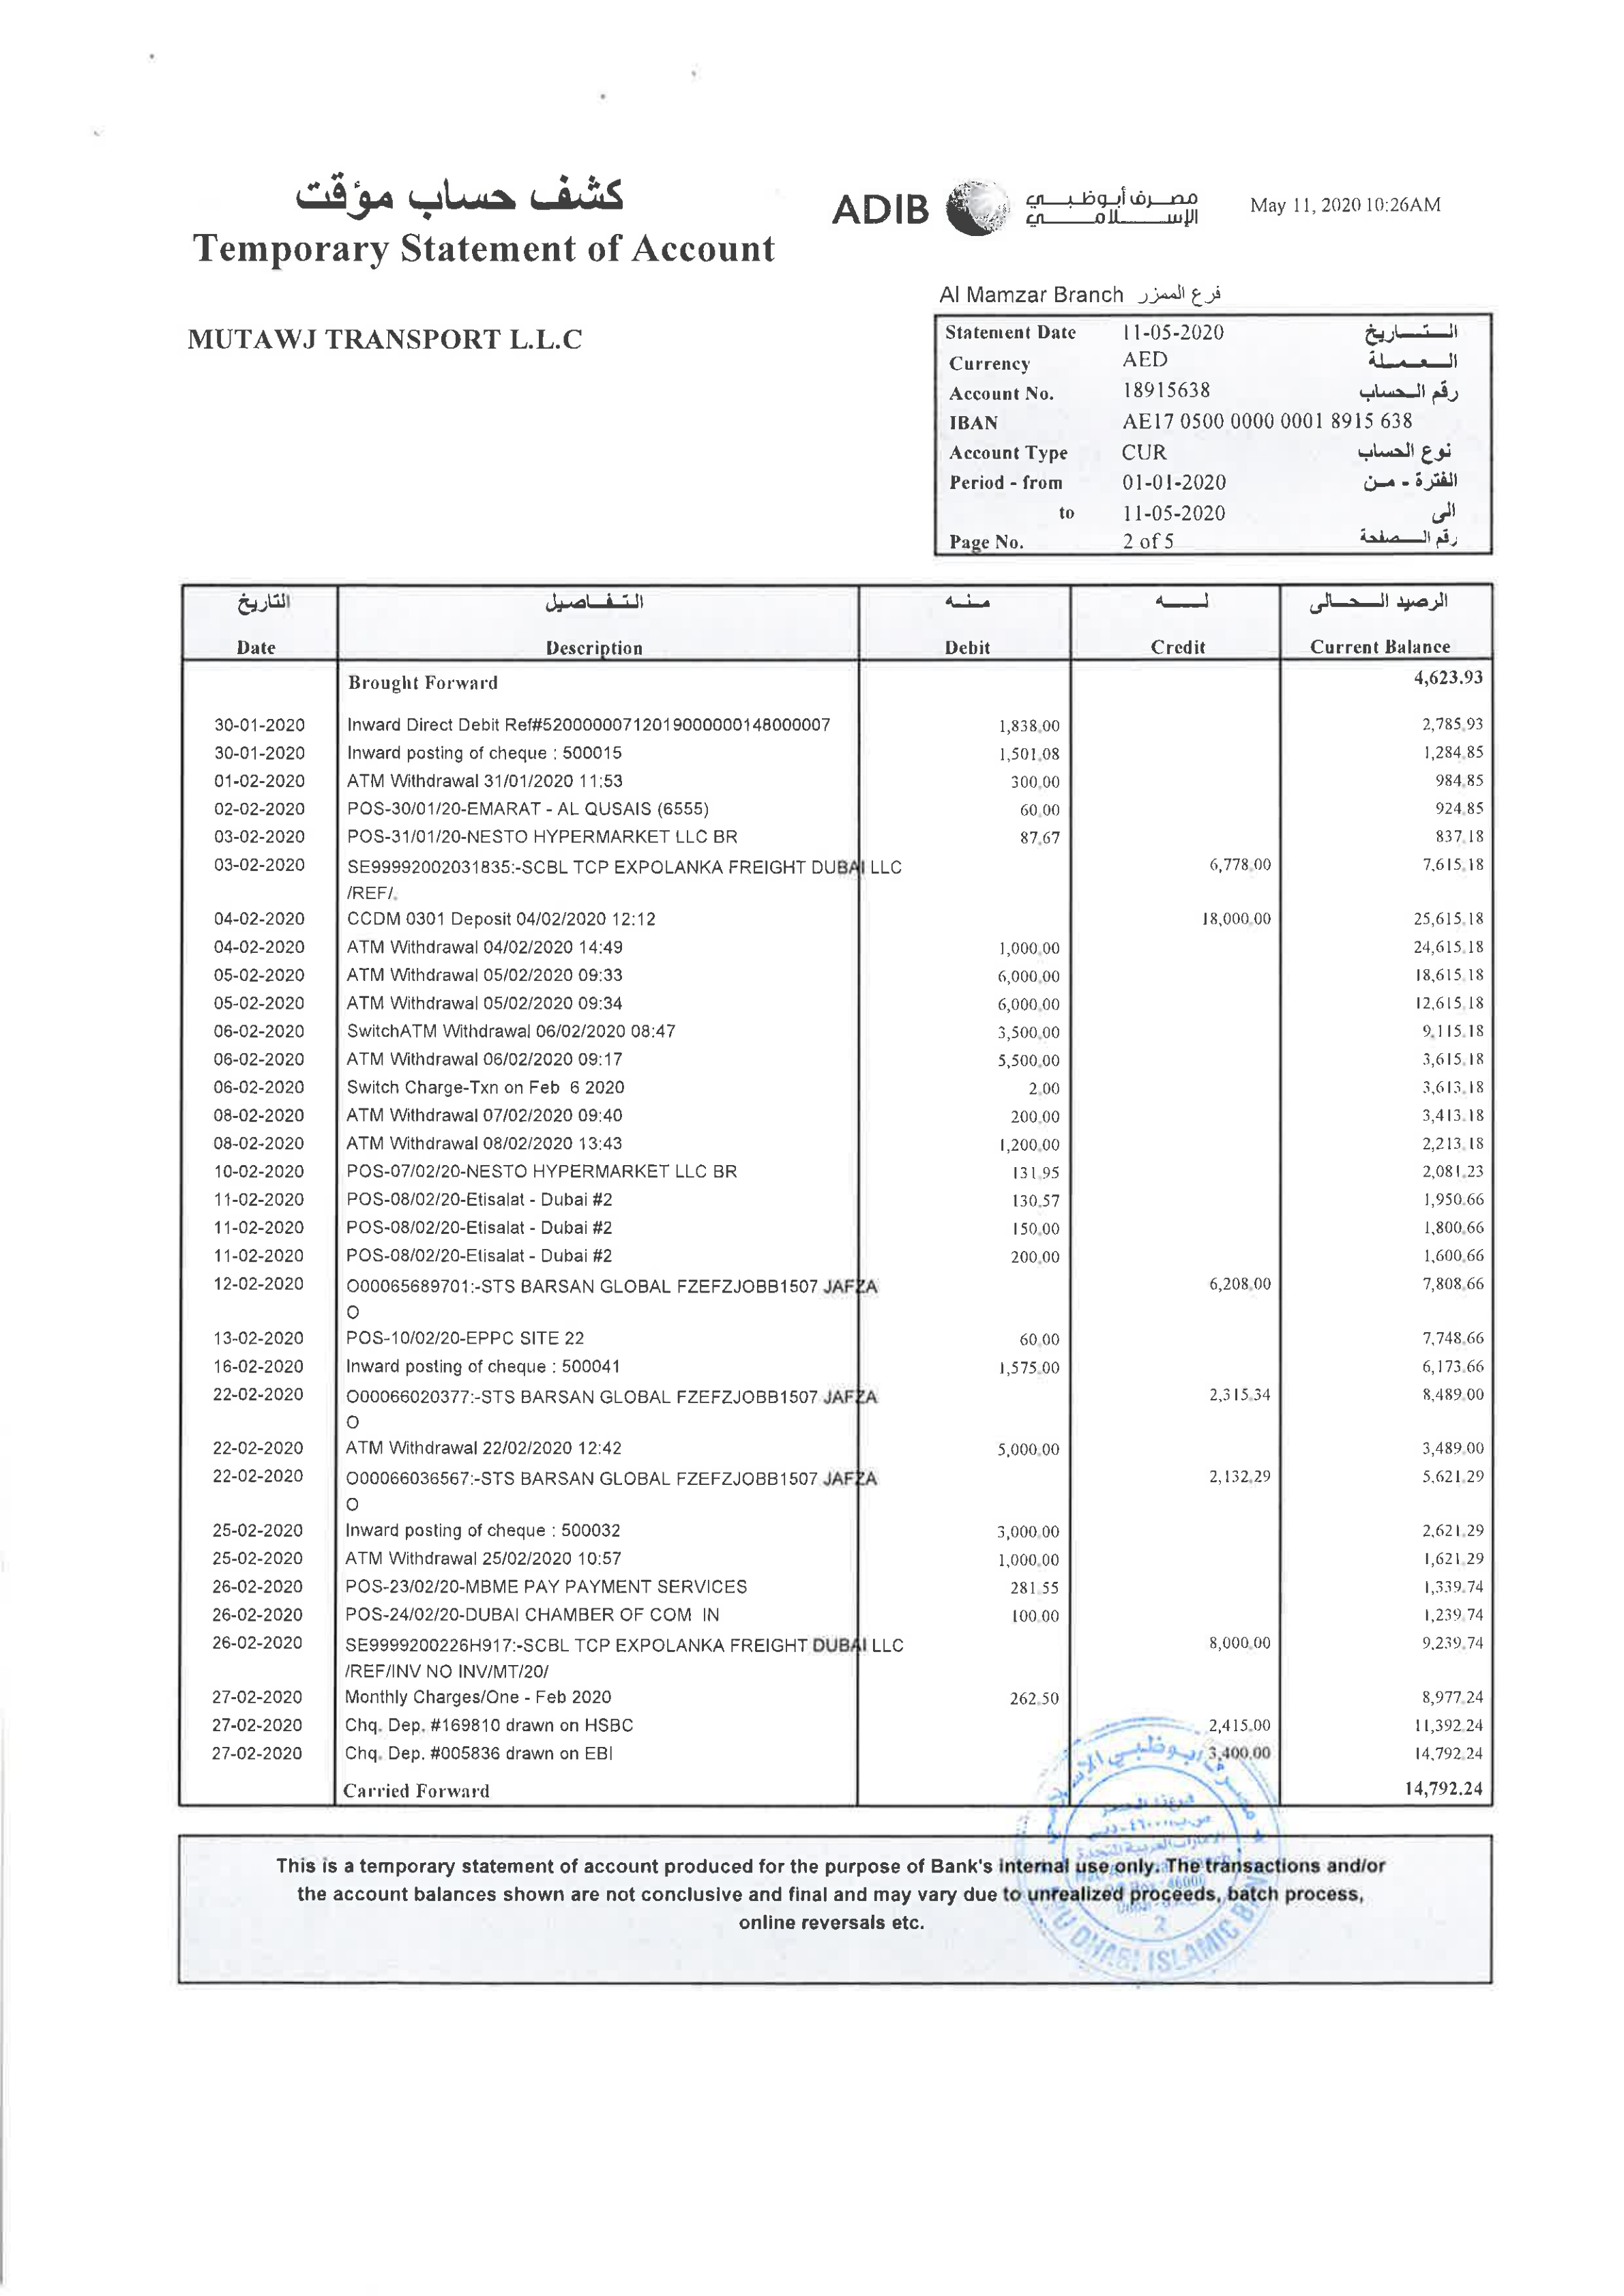 كشف حساب مؤقت
Temporary Statement of Account
ADIB مصرف أبوظبي
الإسلامي
May 11, 2020 10:26AM
Al Mamzar Branch فرع الممزر
MUTAWJ TRANSPORT L.L.C
Statement Date 11-05-2020 التاريخ
Currency AED العملة
Account No. 18915638 رقم الحساب
IBAN AE17 0500 0000 0001 8915 638
Account Type CUR نوع الحساب
Period - from 01-01-2020 الفترة - من
to 11-05-2020 الى
Page No. 2 of 5 رقم الصفحة
التاريخ التفاصيل منه له الرصيد الحالى
Date Description Debit Credit Current Balance
Brought Forward 4,623.93
30-01-2020 Inward Direct Debit Ref#52000000712019000000148000007 1,838.00 2,785.93
30-01-2020 Inward posting of cheque : 500015 1,501.08 1,284.85
01-02-2020 ATM Withdrawal 31/01/2020 11:53 300.00 984.85
02-02-2020 POS-30/01/20-EMARAT - AL QUSAIS (6555) 60.00 924.85
03-02-2020 POS-31/01/20-NESTO HYPERMARKET LLC BR 87.67 837.18
03-02-2020 SE99992002031835:-SCBL TCP EXPOLANKA FREIGHT DUBAI LLC 6,778.00 7,615.18
/REF/.
04-02-2020 CCDM 0301 Deposit 04/02/2020 12:12 18,000.00 25,615.18
04-02-2020 ATM Withdrawal 04/02/2020 14:49 1,000.00 24,615.18
05-02-2020 ATM Withdrawal 05/02/2020 09:33 6,000.00 18,615.18
05-02-2020 ATM Withdrawal 05/02/2020 09:34 6,000.00 12,615.18
06-02-2020 SwitchATM Withdrawal 06/02/2020 08:47 3,500.00 9,115.18
06-02-2020 ATM Withdrawal 06/02/2020 09:17 5,500.00 3,615.18
06-02-2020 Switch Charge-Txn on Feb 6 2020 2.00 3,613.18
08-02-2020 ATM Withdrawal 07/02/2020 09:40 200.00 3,413.18
08-02-2020 ATM Withdrawal 08/02/2020 13:43 1,200.00 2,213.18
10-02-2020 POS-07/02/20-NESTO HYPERMARKET LLC BR 131.95 2,081.23
11-02-2020 POS-08/02/20-Etisalat - Dubai #2 130.57 1,950.66
11-02-2020 POS-08/02/20-Etisalat - Dubai #2 150.00 1,800.66
11-02-2020 POS-08/02/20-Etisalat - Dubai #2 200.00 1,600.66
12-02-2020 O00065689701:-STS BARSAN GLOBAL FZEFZJOBB1507 JAFZA 6,208.00 7,808.66
O
13-02-2020 POS-10/02/20-EPPC SITE 22 60.00 7,748.66
16-02-2020 Inward posting of cheque : 500041 1,575.00 6,173.66
22-02-2020 O00066020377:-STS BARSAN GLOBAL FZEFZJOBB1507 JAFZA 2,315.34 8,489.00
O
22-02-2020 ATM Withdrawal 22/02/2020 12:42 5,000.00 3,489.00
22-02-2020 O00066036567:-STS BARSAN GLOBAL FZEFZJOBB1507 JAFZA 2,132.29 5,621.29
O
25-02-2020 Inward posting of cheque : 500032 3,000.00 2,621.29
25-02-2020 ATM Withdrawal 25/02/2020 10:57 1,000.00 1,621.29
26-02-2020 POS-23/02/20-MBME PAY PAYMENT SERVICES 281.55 1,339.74
26-02-2020 POS-24/02/20-DUBAI CHAMBER OF COM IN 100.00 1,239.74
26-02-2020 SE9999200226H917:-SCBL TCP EXPOLANKA FREIGHT DUBAI LLC 8,000.00 9,239.74
/REF/INV NO INV/MT/20/
27-02-2020 Monthly Charges/One - Feb 2020 262.50 8,977.24
27-02-2020 Chq. Dep. #169810 drawn on HSBC 2,415.00 11,392.24
27-02-2020 Chq. Dep. #005836 drawn on EBI 3,400.00 14,792.24
Carried Forward 14,792.24
This is a temporary statement of account produced for the purpose of Bank's internal use only. The transactions and/or
the account balances shown are not conclusive and final and may vary due to unrealized proceeds, batch process,
online reversals etc.
مصرف أبوظبي الإسلامي
2
ABU DHABI ISLAMIC BANK